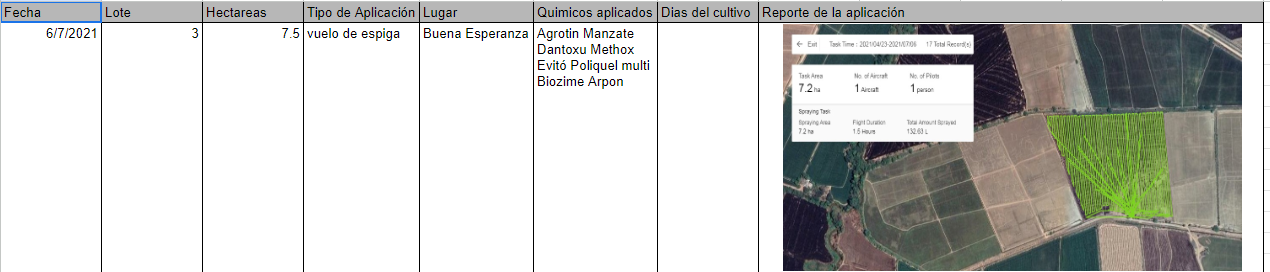 Fecha Lote Hectareas Tipo de Aplicación Lugar Quimicos aplicados Dias del cultivo Reporte de la aplicación
6/7/2021 3 7.5 vuelo de espiga Buena Esperanza Agrotin Manzate
Dantoxu Methox
Evitó Poliquel multi
Biozime Arpon
Exit Task Time : 2021/04/23-2021/07/06 17 Total Record(s)
Task Area No. of Aircraft No. of Pilots
7.2 ha 1 Aircraft 1 person
Spraying Task
Spraying Area Flight Duration Total Amount Sprayed
7.2 ha 1.5 Hours 132.63 L